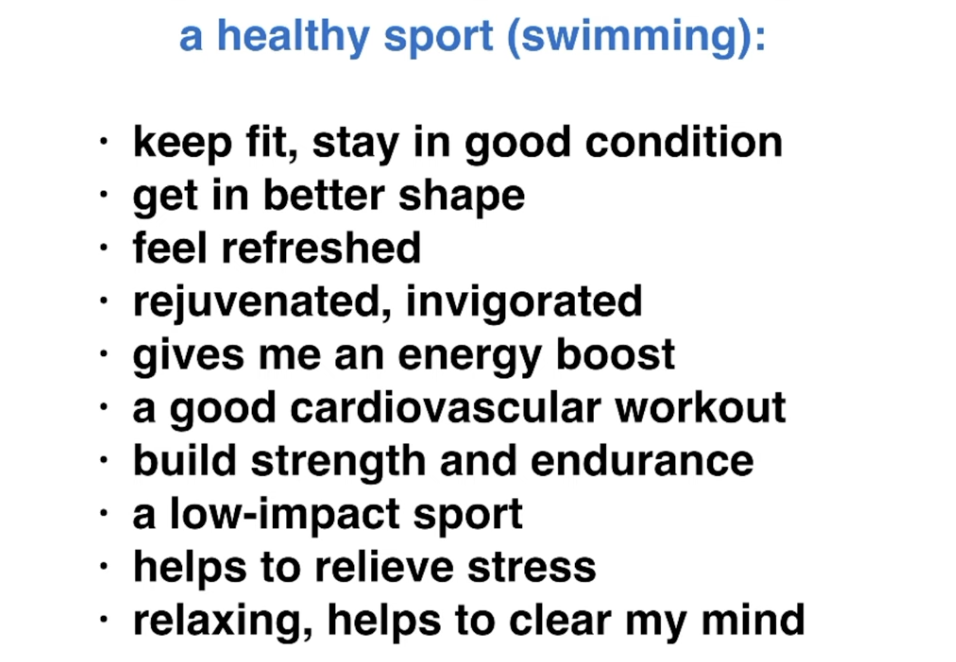 a healthy sport (swimming):
· keep fit, stay in good condition
· get in better shape
· feel refreshed
· rejuvenated, invigorated
· gives me an energy boost
· a good cardiovascular workout
· build strength and endurance
· a low-impact sport
· helps to relieve stress
· relaxing, helps to clear my mind